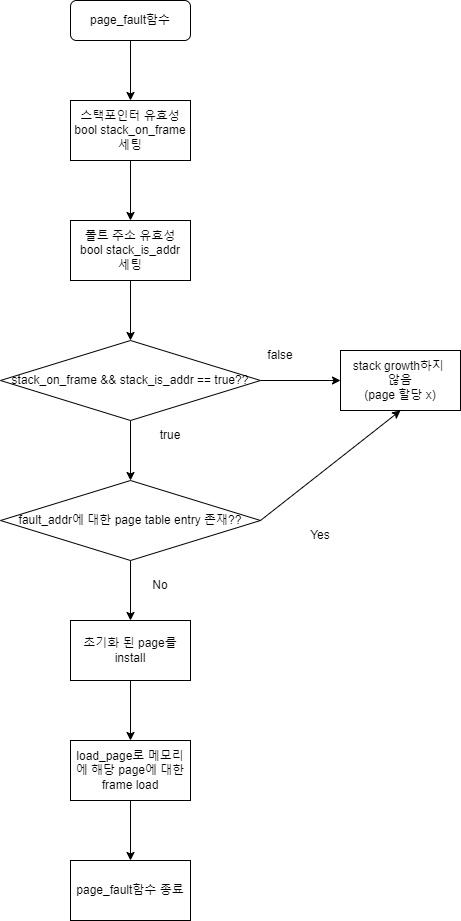 page_fault함수
스택포인터 유효성
bool stack_on_frame
세팅
폴트 주소 유효성
bool stack_is_addr
세팅
stack_on_frame && stack_is_addr == true??
false
stack growth하지
않음
(page 할당 x)
true
fault_addr에 대한 page table entry 존재??
Yes
No
초기화 된 page를
install
load_page로 메모리
에 해당 page에 대한
frame load
page_fault함수 종료